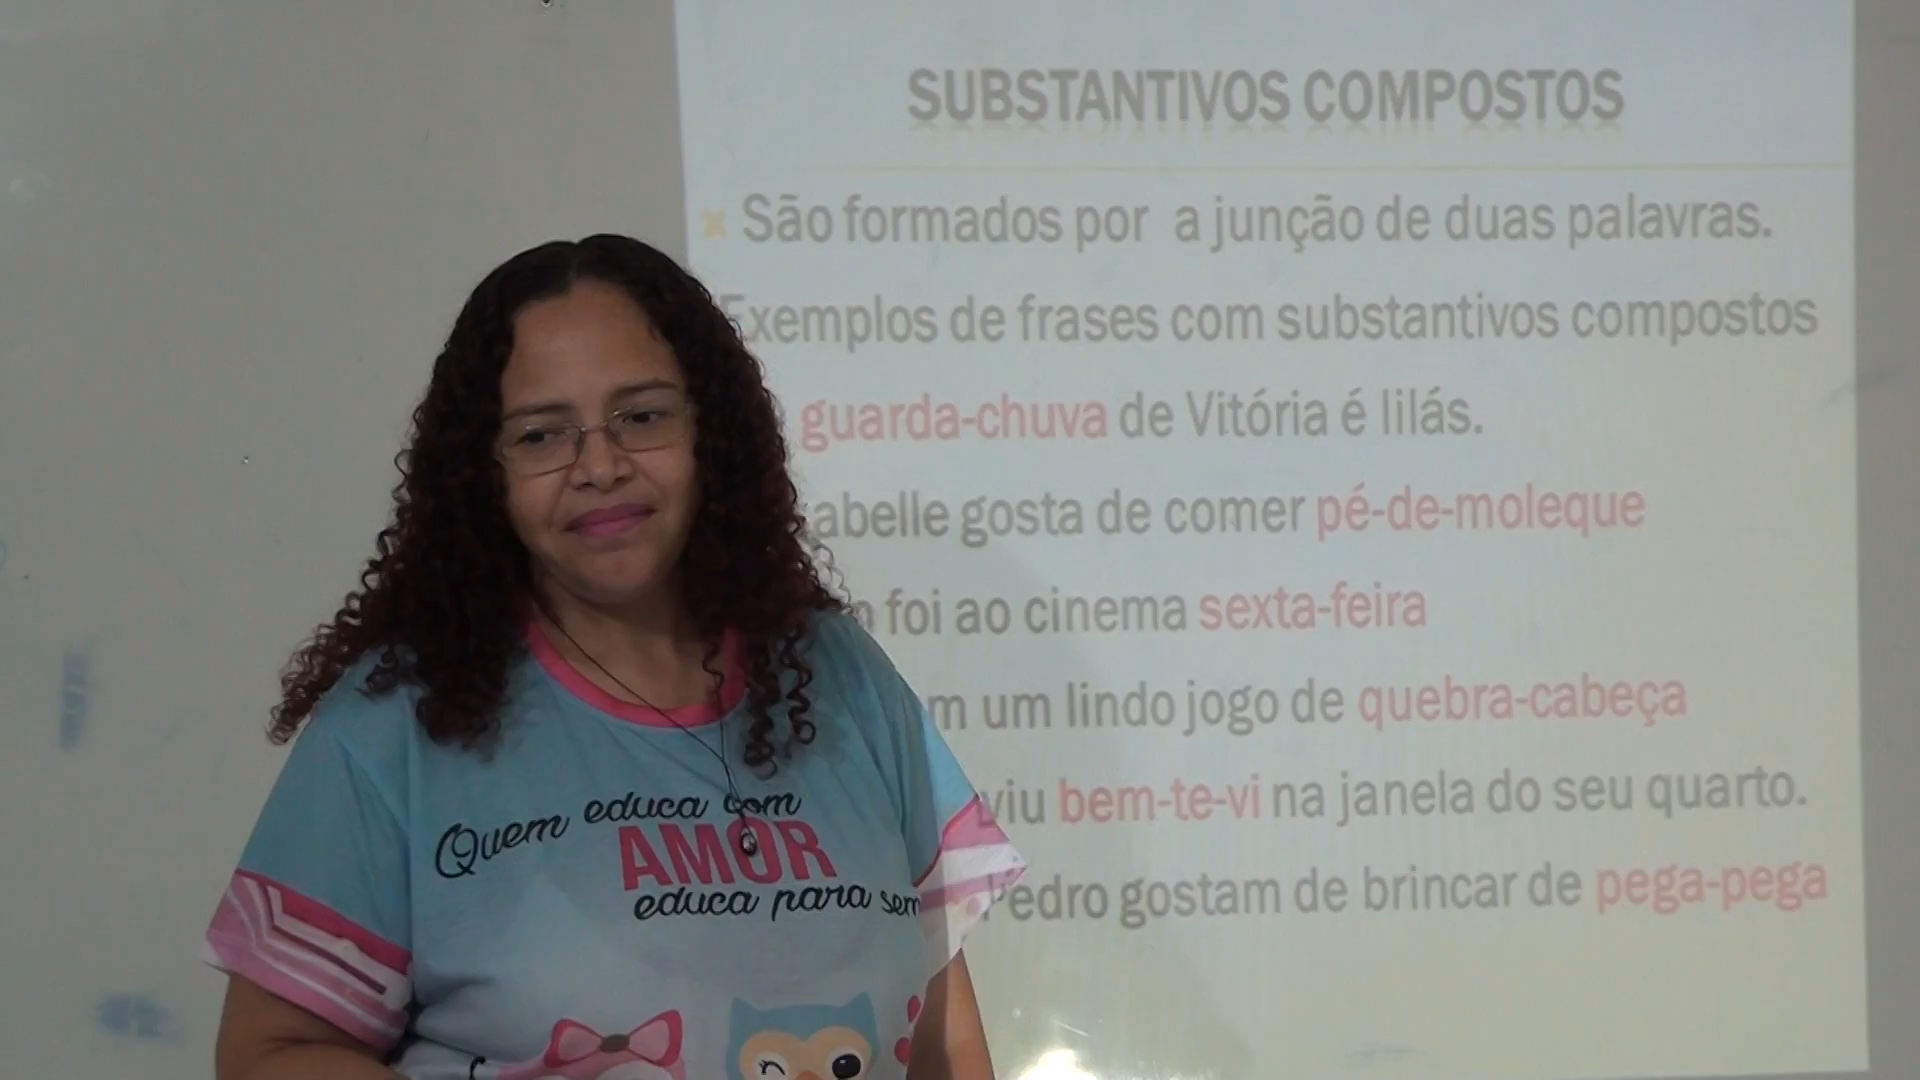 SUBSTANTIVOS COMPOSTOS
São formados por a junção de duas palavras.
Exemplos de frases com substantivos compostos
guarda-chuva de Vitória é lilás.
abelle gosta de comer pé-de-moleque
foi ao cinema sexta-feira
m um lindo jogo de quebra-cabeça
viu bem-te-vi na janela do seu quarto.
Pedro gostam de brincar de pega-pega
Quem educa com
AMOR
educa para sem